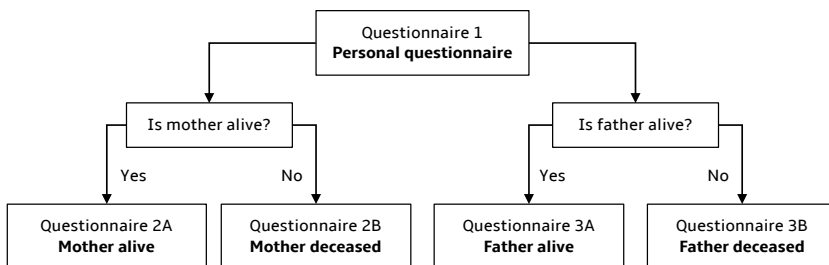 Questionnaire 1
Personal questionnaire
Is mother alive?
Is father alive?
Yes
No
Yes
No
Questionnaire 2A
Mother alive
Questionnaire 2B
Mother deceased
Questionnaire 3A
Father alive
Questionnaire 3B
Father deceased